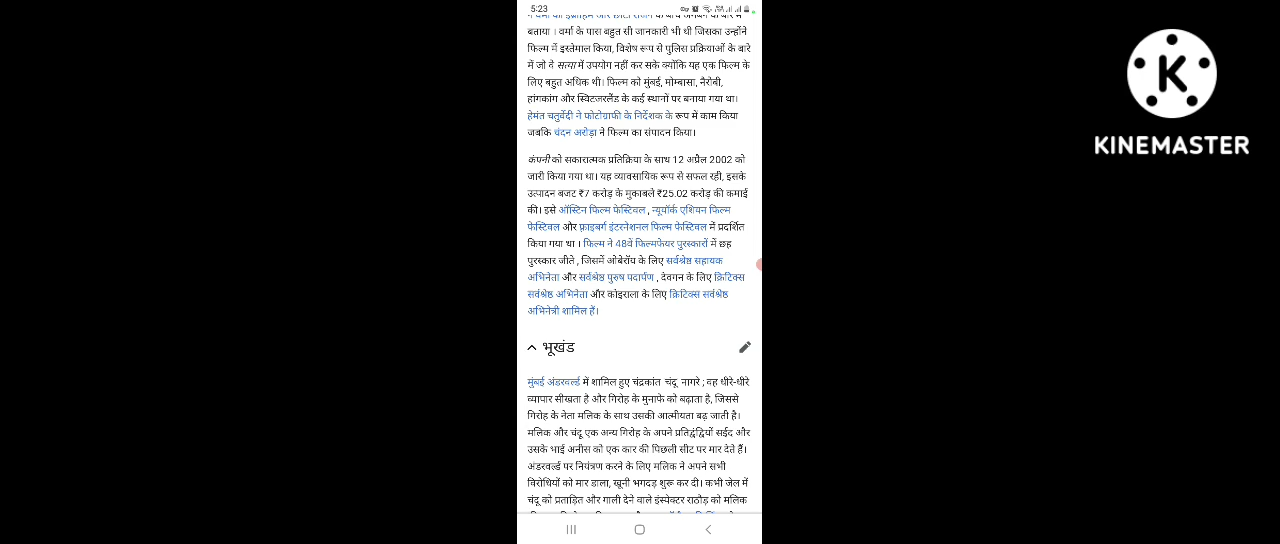 5:23
KINEMASTER
ने वर्मा को इब्राहिम और छोटा राजन के बीच अनबन के बारे में
बताया । वर्मा के पास बहुत सी जानकारी भी थी जिसका उन्होंने
फिल्म में इस्तेमाल किया, विशेष रूप से पुलिस प्रक्रियाओं के बारे
में जो वे सत्या में उपयोग नहीं कर सके क्योंकि यह एक फिल्म के
लिए बहुत अधिक थी। फिल्म को मुंबई, मोम्बासा, नैरोबी,
हांगकांग और स्विटजरलैंड के कई स्थानों पर बनाया गया था।
हेमंत चतुर्वेदी ने फोटोग्राफी के निर्देशक के रूप में काम किया
जबकि चंदन अरोड़ा ने फिल्म का संपादन किया।
कंपनी को सकारात्मक प्रतिक्रिया के साथ 12 अप्रैल 2002 को
जारी किया गया था। यह व्यावसायिक रूप से सफल रही, इसके
उत्पादन बजट ₹7 करोड़ के मुकाबले ₹25.02 करोड़ की कमाई
की। इसे ऑस्टिन फिल्म फेस्टिवल , न्यूयॉर्क एशियन फिल्म
फेस्टिवल और फ़्राइबर्ग इंटरनेशनल फिल्म फेस्टिवल में प्रदर्शित
किया गया था । फिल्म ने 48वें फिल्मफेयर पुरस्कारों में छह
पुरस्कार जीते , जिसमें ओबेरॉय के लिए सर्वश्रेष्ठ सहायक
अभिनेता और सर्वश्रेष्ठ पुरुष पदार्पण , देवगन के लिए क्रिटिक्स
सर्वश्रेष्ठ अभिनेता और कोइराला के लिए क्रिटिक्स सर्वश्रेष्ठ
अभिनेत्री शामिल हैं।
भूखंड
मुंबई अंडरवर्ल्ड में शामिल हुए चंद्रकांत चंदू नागरे ; वह धीरे-धीरे
व्यापार सीखता है और गिरोह के मुनाफे को बढ़ाता है, जिससे
गिरोह के नेता मलिक के साथ उसकी आत्मीयता बढ़ जाती है।
मलिक और चंदू एक अन्य गिरोह के अपने प्रतिद्वंद्वियों सईद और
उसके भाई अनीस को एक कार की पिछली सीट पर मार देते हैं।
अंडरवर्ल्ड पर नियंत्रण करने के लिए मलिक ने अपने सभी
विरोधियों को मार डाला, खूनी भगदड़ शुरू कर दी। कभी जेल में
चंदू को प्रताड़ित और गाली देने वाले इंस्पेक्टर राठौड़ को मलिक